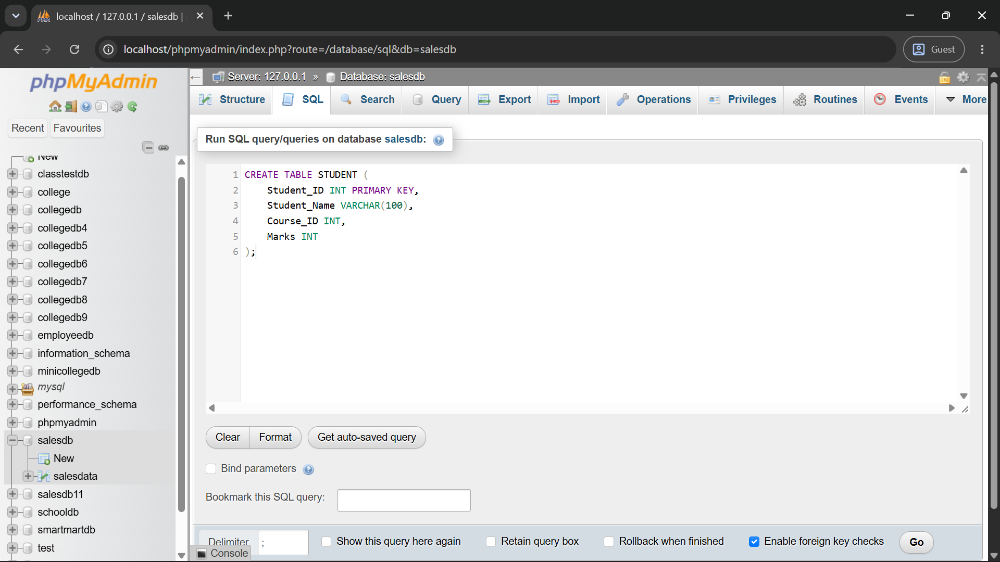 localhost / 127.0.0.1 / salesdb |
localhost/phpmyadmin/index.php?route=/database/sql&db=salesdb
Guest
phpMyAdmin
Recent
Favourites
New
classtestdb
college
collegedb
collegedb4
collegedb5
collegedb6
collegedb7
collegedb8
collegedb9
employeedb
information_schema
minicollegedb
mysql
performance_schema
phpmyadmin
salesdb
New
salesdata
salesdb11
schooldb
smartmartdb
test
Server: 127.0.0.1 » Database: salesdb
Structure
SQL
Search
Query
Export
Import
Operations
Privileges
Routines
Events
More
Run SQL query/queries on database salesdb:
1 CREATE TABLE STUDENT (
2 Student_ID INT PRIMARY KEY,
3 Student_Name VARCHAR(100),
4 Course_ID INT,
5 Marks INT
6 );
Clear
Format
Get auto-saved query
Bind parameters
Bookmark this SQL query:
Delimiter ;
Show this query here again
Retain query box
Rollback when finished
Enable foreign key checks
Go
Console